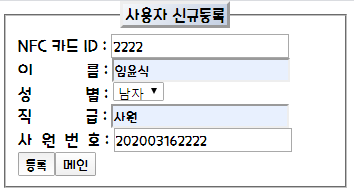 사용자 신규등록
NFC 카드 ID : 2222
이 름 : 임윤식
성 별 : 남자
직 급 : 사원
사 원 번 호 : 202003162222
등록 메인